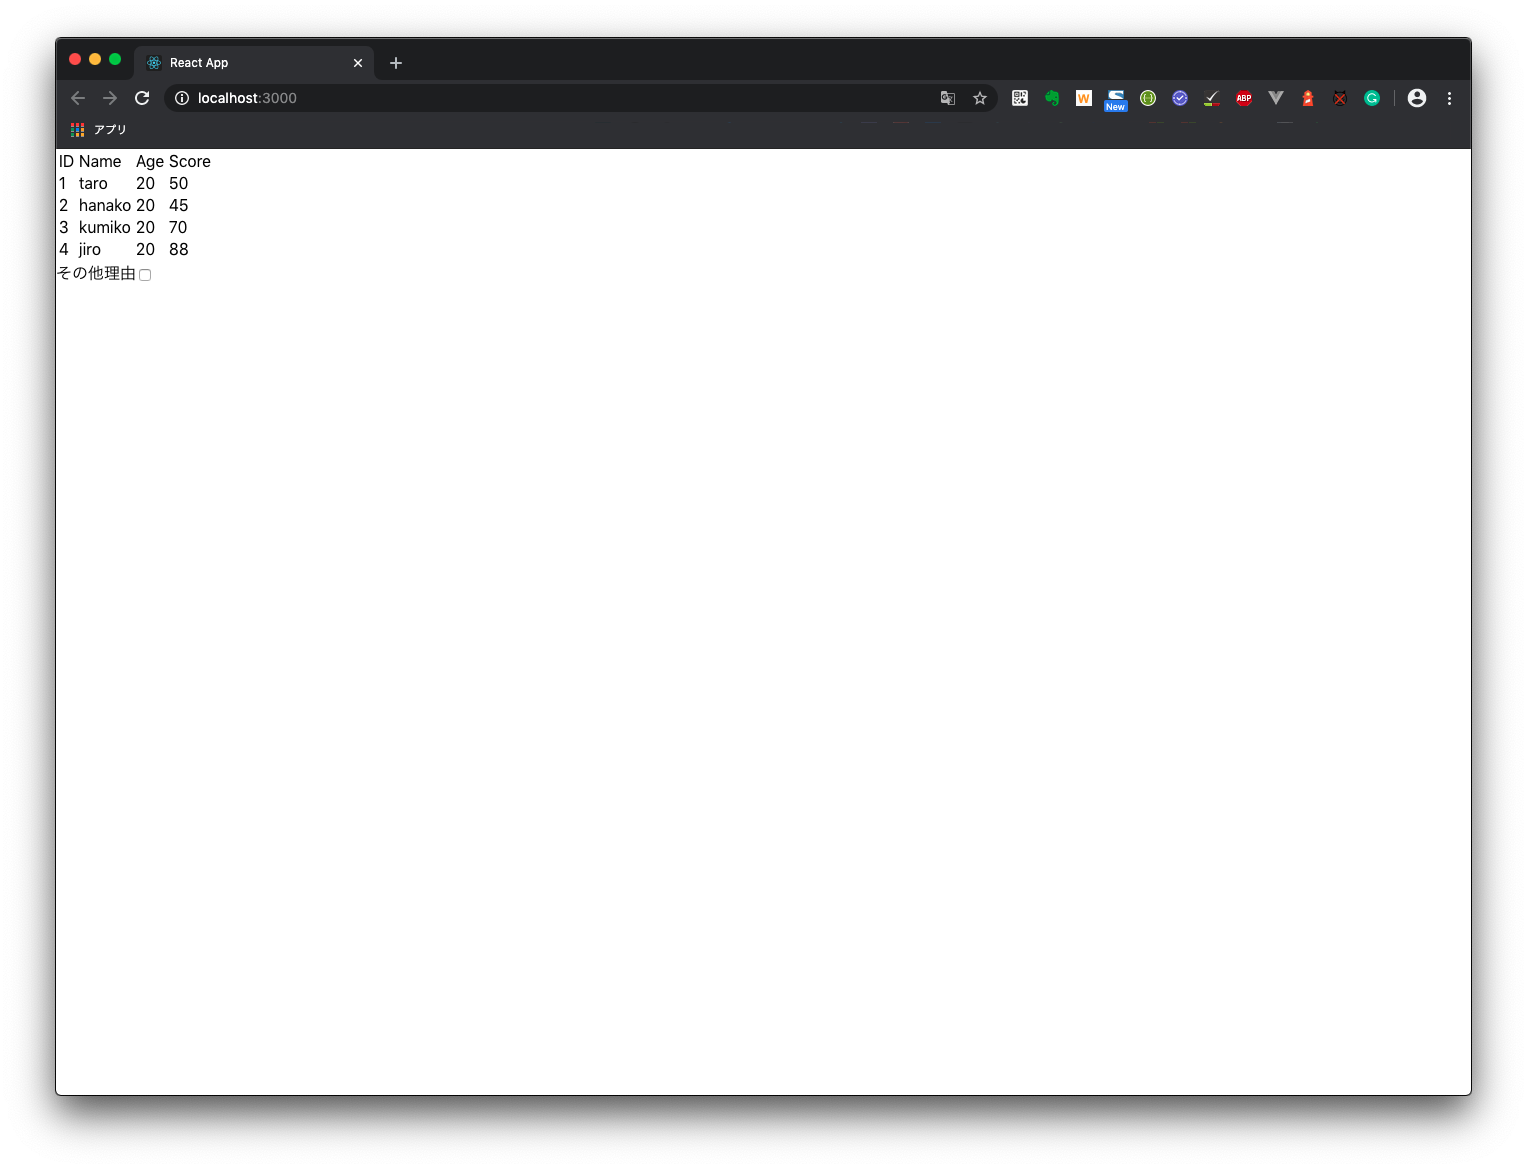 React App
localhost:3000
W
New
ABP
G
アプリ
ID Name Age Score
1 taro 20 50
2 hanako 20 45
3 kumiko 20 70
4 jiro 20 88
その他理由